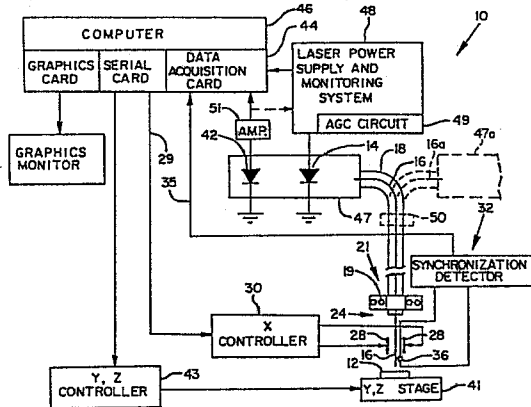 46
48
10
COMPUTER
44
GRAPHICS CARD
SERIAL CARD
DATA ACQUISITION CARD
LASER POWER SUPPLY AND MONITORING SYSTEM
51
AMP.
AGC CIRCUIT
49
42
14
18
16
16a
47a
GRAPHICS MONITOR
29
35
47
50
32
21
SYNCHRONIZATION DETECTOR
19
30
24
X CONTROLLER
28
28
16
36
12
Y, Z CONTROLLER
43
Y,Z STAGE
41